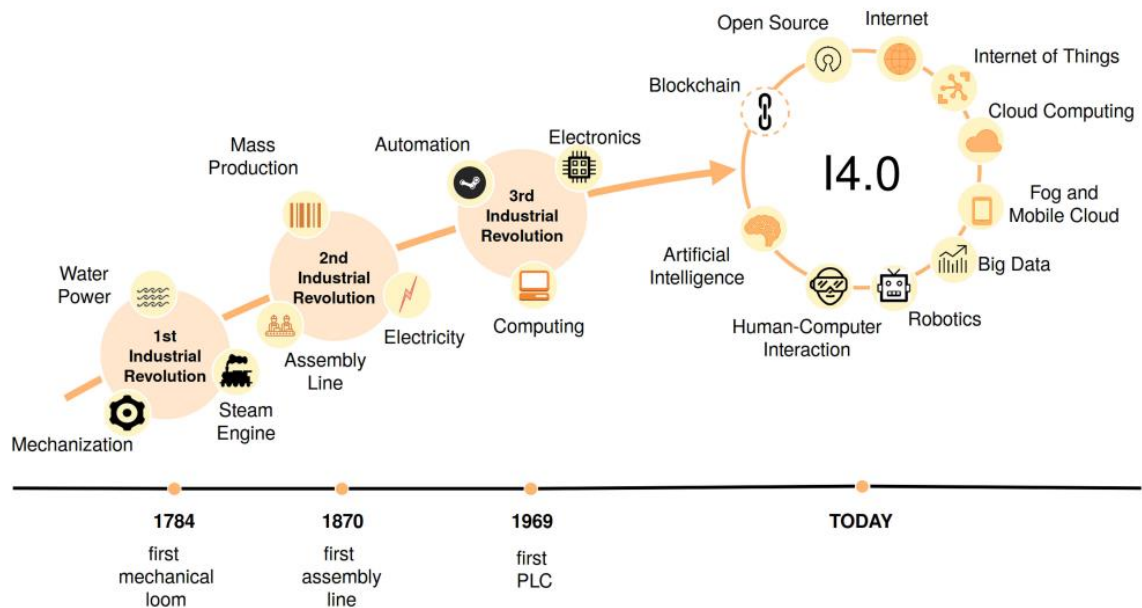 Open Source
Internet
Internet of Things
Blockchain
Cloud Computing
I4.0
Fog and
Mobile Cloud
Big Data
Robotics
Human-Computer
Interaction
Artificial
Intelligence
Automation
Electronics
3rd
Industrial
Revolution
Computing
Mass
Production
2nd
Industrial
Revolution
Electricity
Assembly
Line
Water
Power
1st
Industrial
Revolution
Steam
Engine
Mechanization
1784
first
mechanical
loom
1870
first
assembly
line
1969
first
PLC
TODAY